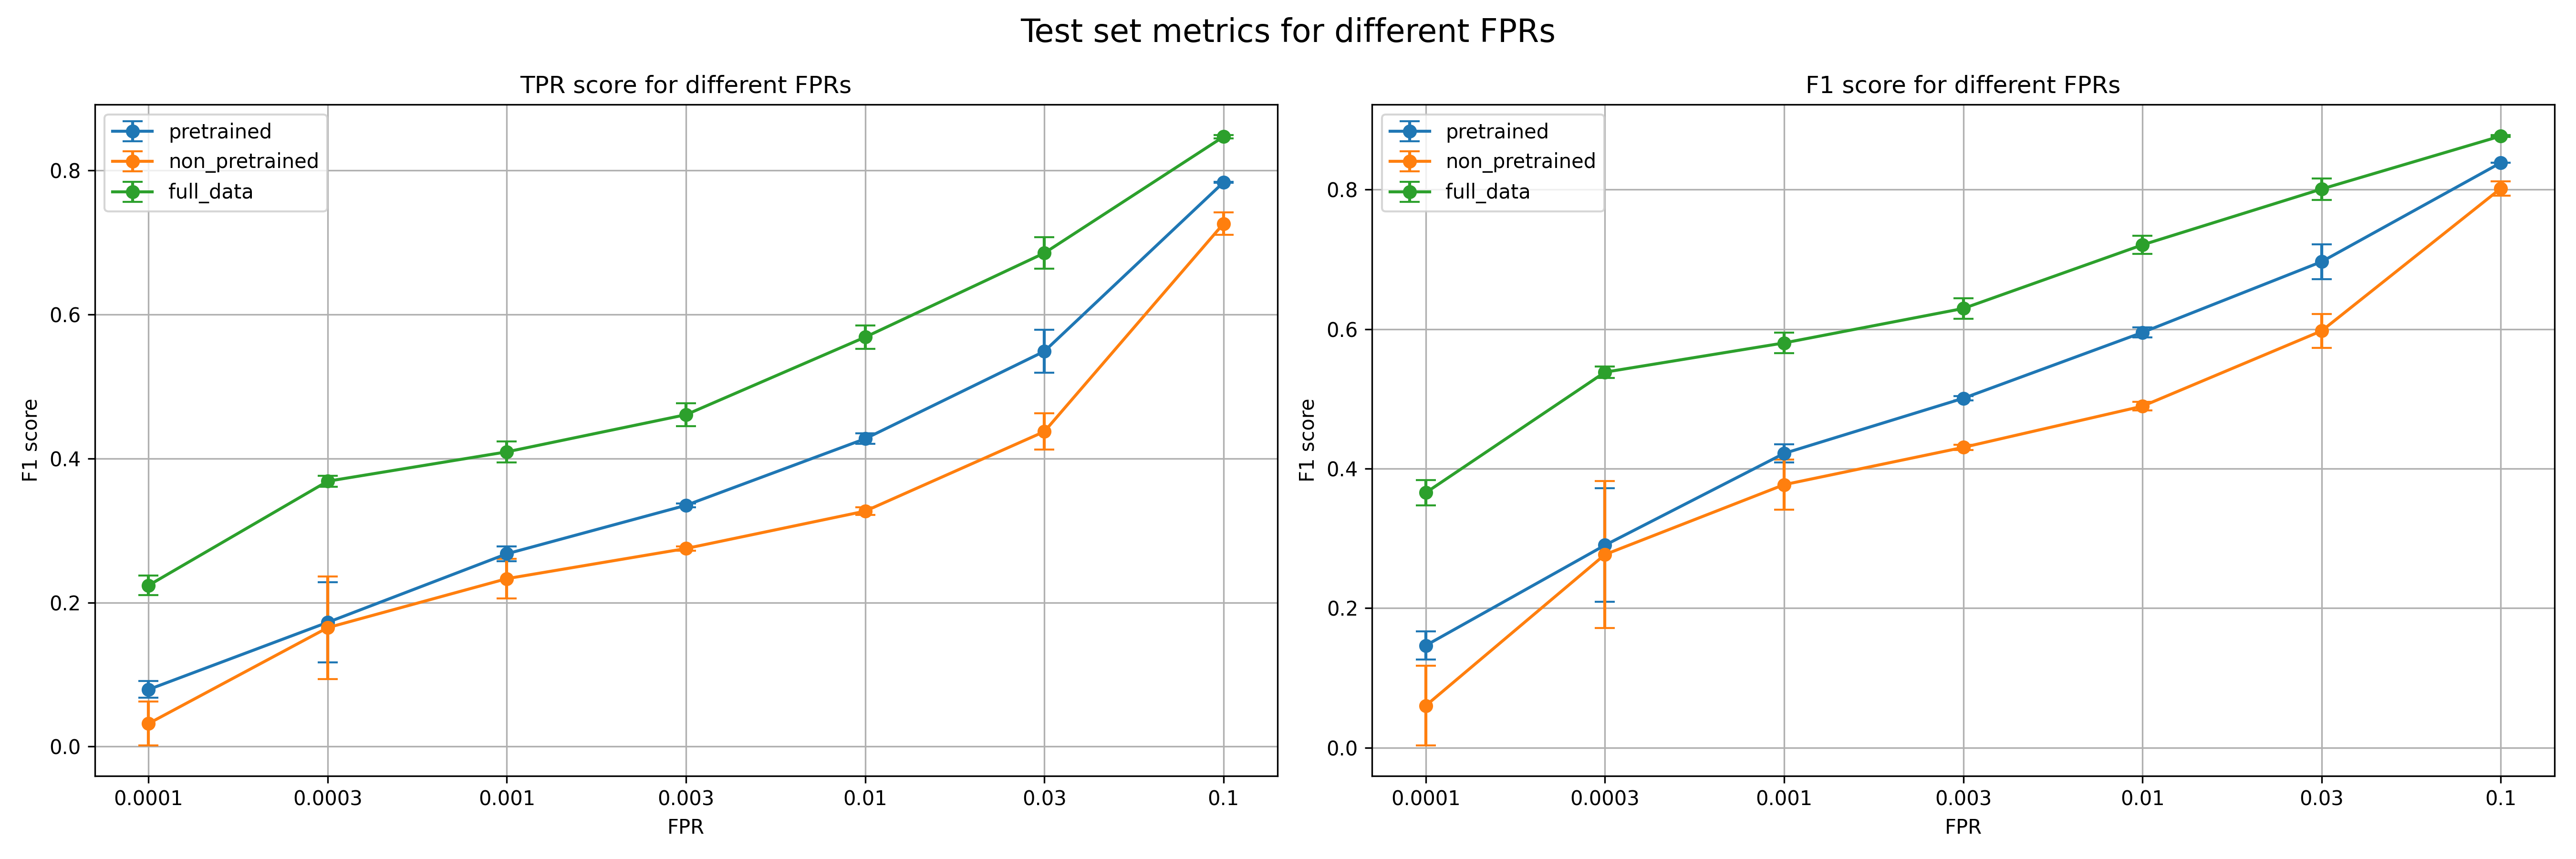 Test set metrics for different FPRs
TPR score for different FPRs
pretrained
non_pretrained
full_data
0.8
0.6
0.4
0.2
0.0
F1 score
0.0001 0.0003 0.001 0.003 0.01 0.03 0.1
FPR
F1 score for different FPRs
pretrained
non_pretrained
full_data
0.8
0.6
0.4
0.2
0.0
F1 score
0.0001 0.0003 0.001 0.003 0.01 0.03 0.1
FPR